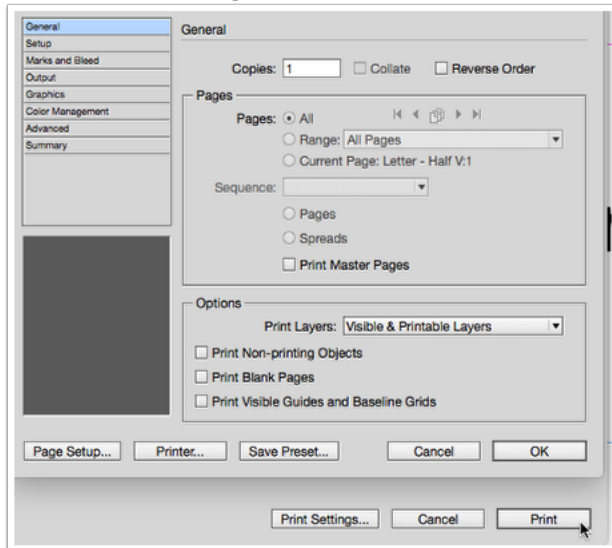 General
Setup
Marks and Bleed
Output
Graphics
Color Management
Advanced
Summary
General
Copies: 1 Collate Reverse Order
Pages
Pages: All
Range: All Pages
Current Page: Letter - Half V:1
Sequence:
Pages
Spreads
Print Master Pages
Options
Print Layers: Visible & Printable Layers
Print Non-printing Objects
Print Blank Pages
Print Visible Guides and Baseline Grids
Page Setup... Printer... Save Preset... Cancel OK
Print Settings... Cancel Print